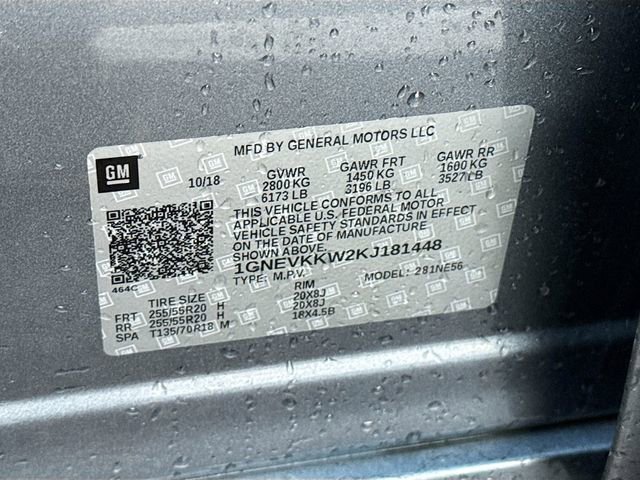 MFD BY GENERAL MOTORS LLC
GM
10/18
GVWR GAWR FRT GAWR RR
2800 KG 1450 KG 1600 KG
6173 LB 3196 LB 3527 LB
THIS VEHICLE CONFORMS TO ALL
APPLICABLE U.S. FEDERAL MOTOR
VEHICLE SAFETY STANDARDS IN EFFECT
ON THE DATE OF MANUFACTURE
SHOWN ABOVE.
1GNEVKKW2KJ181448
464C
TYPE: M.P.V. MODEL: 281NE56
TIRE SIZE RIM
FRT 255/55R20 H 20X8J
RR 255/55R20 H 20X8J
SPA T135/70R18 M 18X4.5B